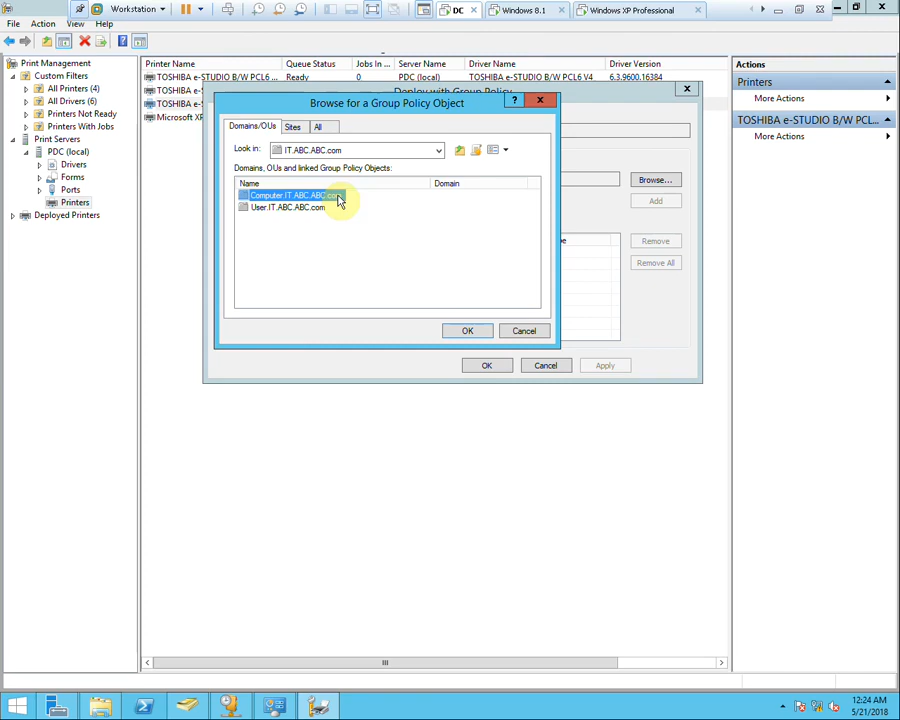 Workstation
DC
Windows 8.1
Windows XP Professional
File Action View Help
Print Management
Custom Filters
All Printers (4)
All Drivers (6)
Printers Not Ready
Printers With Jobs
Print Servers
PDC (local)
Drivers
Forms
Ports
Printers
Deployed Printers
Printer Name Queue Status Jobs In ... Server Name Driver Name Driver Version
TOSHIBA e-STUDIO B/W PCL6 ... Ready 0 PDC (local) TOSHIBA e-STUDIO B/W PCL6 V4 6.3.9600.16384
TOSHIBA e-S
TOSHIBA e-S
Microsoft XP
Deploy with Group Policy
Browse...
Add
Remove
Remove All
OK Cancel Apply
Browse for a Group Policy Object
?
Domains/OUs Sites All
Look in: IT.ABC.ABC.com
Domains, OUs and linked Group Policy Objects:
Name Domain
Computer.IT.ABC.ABC.com
User.IT.ABC.ABC.com
OK Cancel
Actions
Printers
More Actions
TOSHIBA e-STUDIO B/W PCL...
More Actions
12:24 AM
5/21/2018